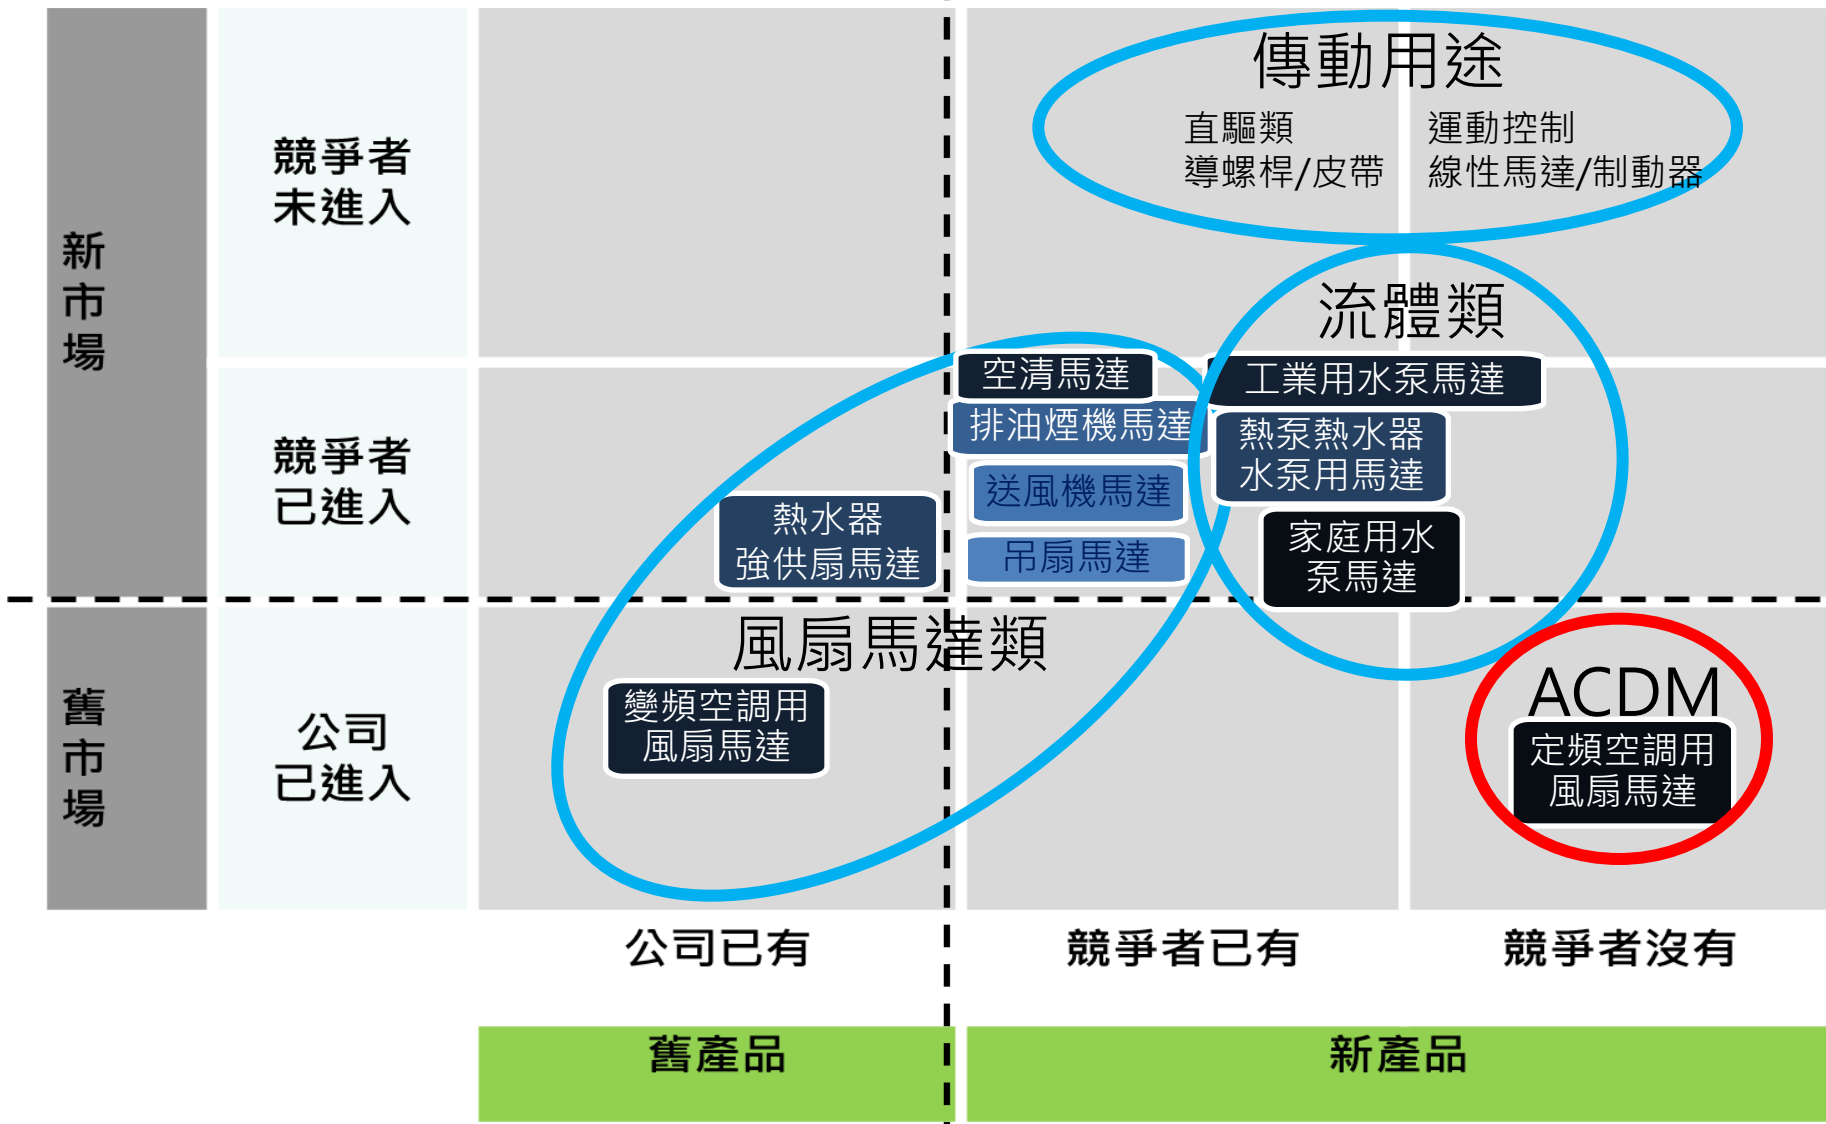 傳動用途
直驅類
導螺桿/皮帶
運動控制
線性馬達/制動器
新
市
場
競爭者
未進入
流體類
空清馬達
工業用水泵馬達
排油煙機馬達
熱泵熱水器
水泵用馬達
競爭者
已進入
送風機馬達
熱水器
強供扇馬達
家庭用水
泵馬達
吊扇馬達
風扇馬達類
舊
市
場
公司
已進入
變頻空調用
風扇馬達
ACDM
定頻空調用
風扇馬達
公司已有
競爭者已有
競爭者沒有
舊產品
新產品